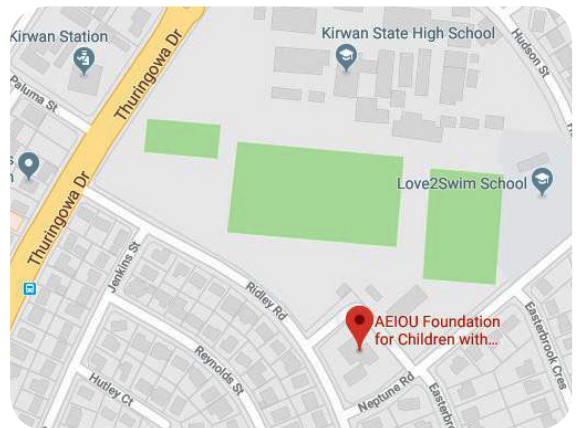 Kirwan Station
Kirwan State High School
Hudson St
Thuringowa Dr
Paluma St
Love2Swim School
Thuringowa Dr
Jenkins St
Ridley Rd
AEIOU Foundation
for Children with...
Easterbrook Cres
Reynolds St
Neptune Rd
Hutley Ct